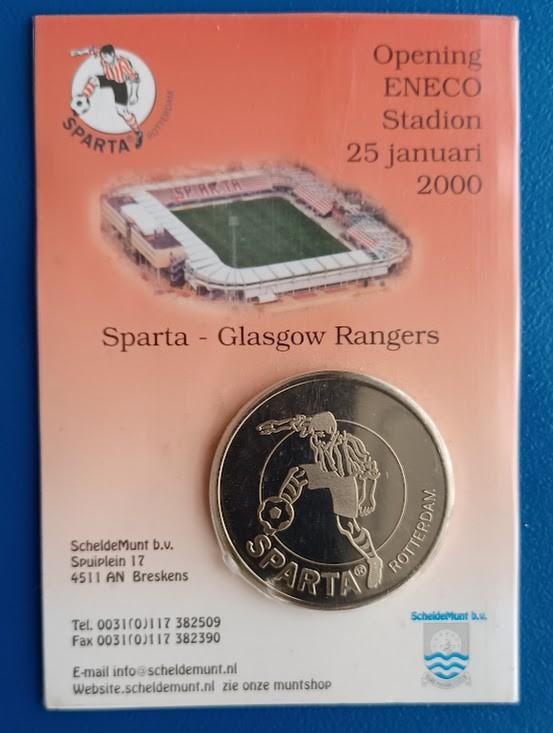 SPARTA ROTTERDAM
Opening
ENECO
Stadion
25 januari
2000
SPARTA
Sparta - Glasgow Rangers
SPARTA® ROTTERDAM
ScheldeMunt b.v.
Spuiplein 17
4511 AN Breskens
Tel. 0031(0)117 382509
Fax 0031(0)117 382390
E-mail info@scheldemunt.nl
Website.scheldemunt.nl zie onze muntshop
ScheldeMunt b.v.